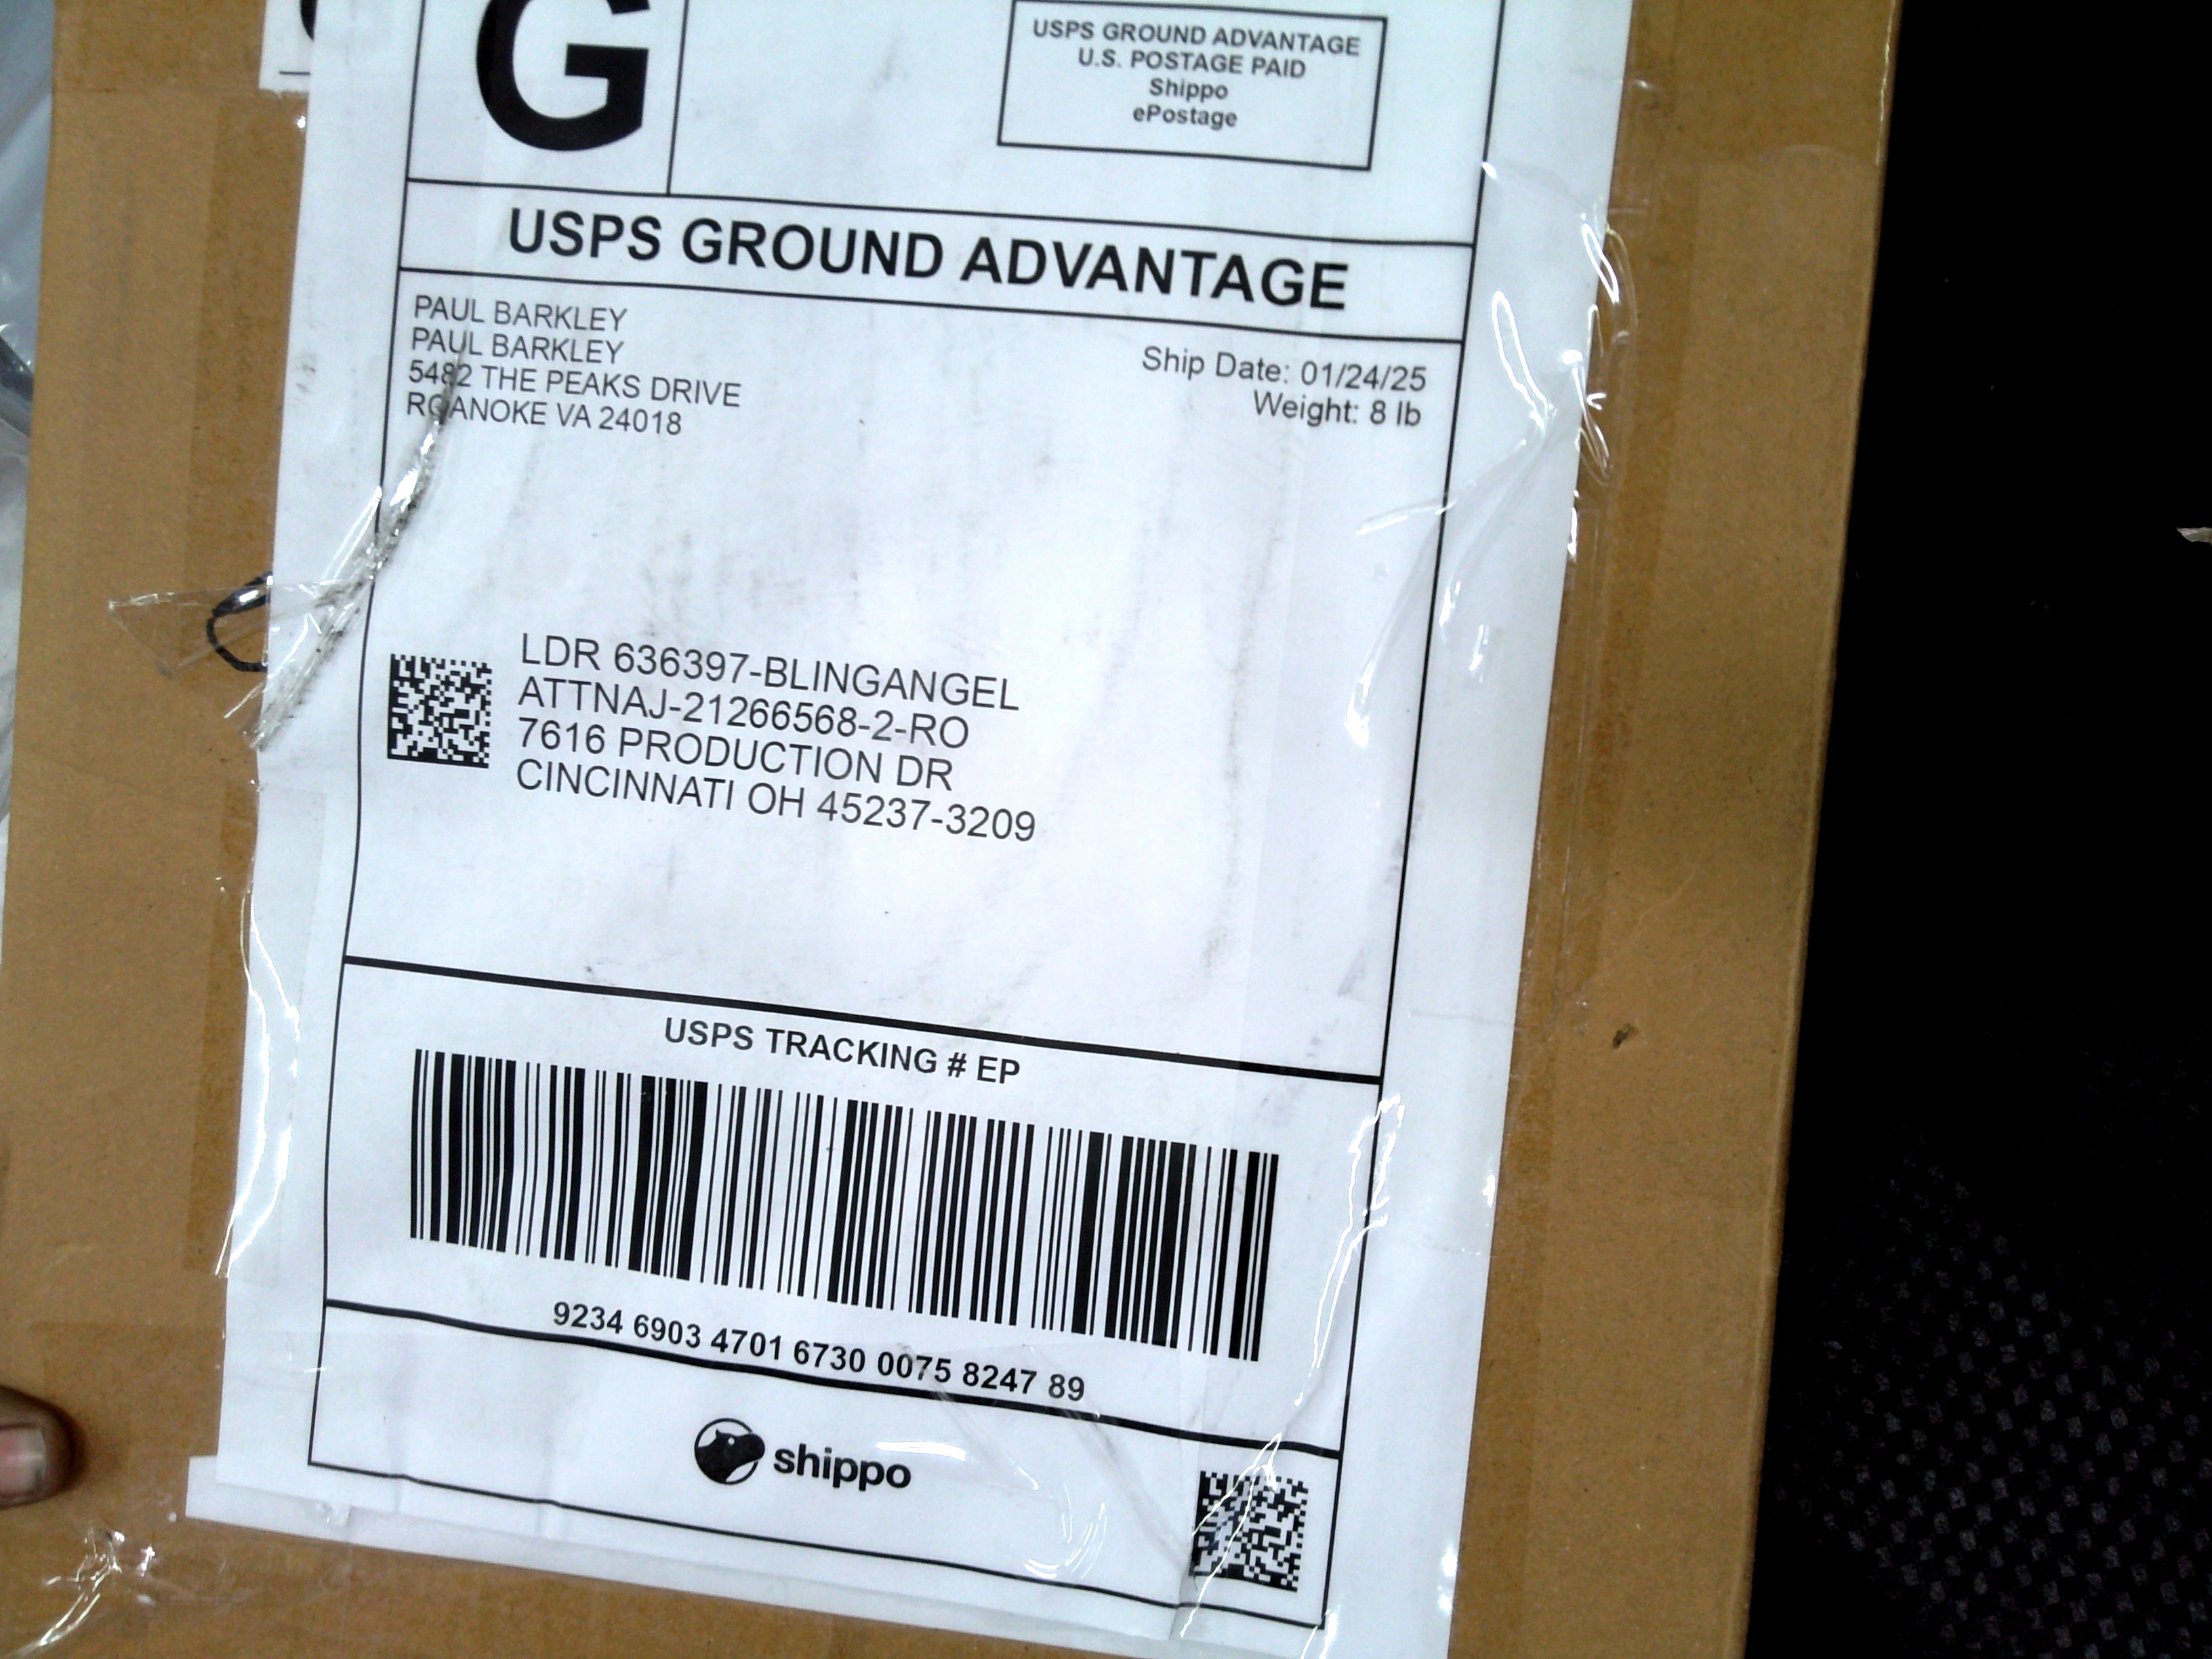 G
USPS GROUND ADVANTAGE
U.S. POSTAGE PAID
Shippo
ePostage
USPS GROUND ADVANTAGE
PAUL BARKLEY
PAUL BARKLEY
5482 THE PEAKS DRIVE
ROANOKE VA 24018
Ship Date: 01/24/25
Weight: 8 lb
LDR 636397-BLINGANGEL
ATTNAJ-21266568-2-RO
7616 PRODUCTION DR
CINCINNATI OH 45237-3209
USPS TRACKING # EP
9234 6903 4701 6730 0075 8247 89
shippo